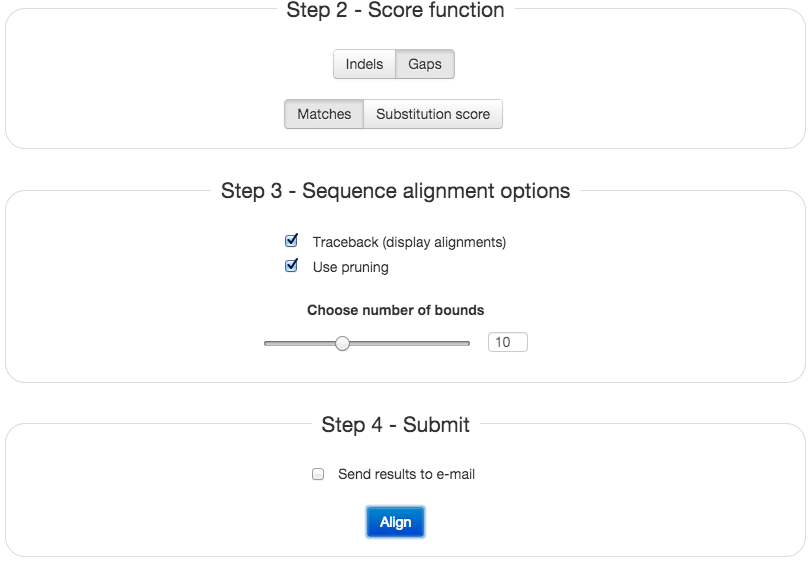 Step 2 - Score function
Indels Gaps
Matches Substitution score
Step 3 - Sequence alignment options
Traceback (display alignments)
Use pruning
Choose number of bounds
10
Step 4 - Submit
Send results to e-mail
Align